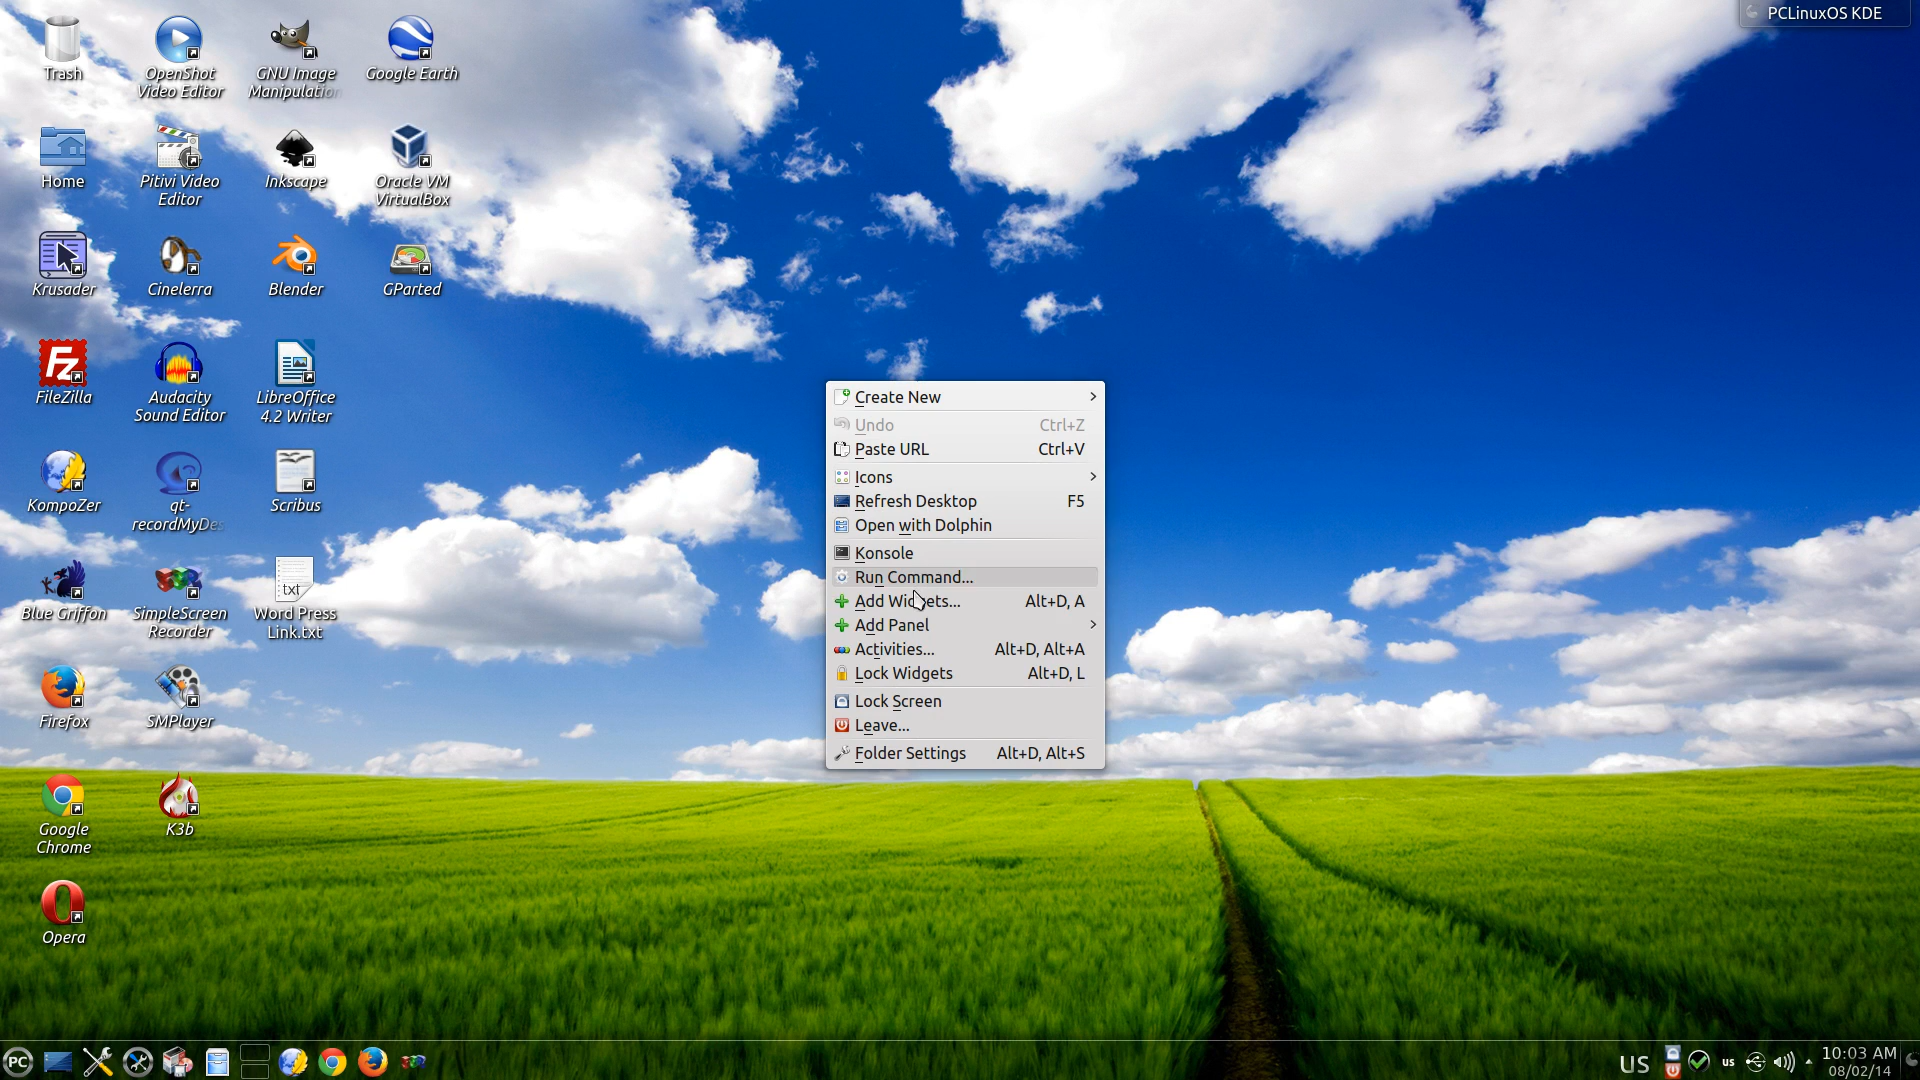 PCLinuxOS KDE
Trash
OpenShot
Video Editor
GNU Image
Manipulation
Google Earth
Home
Pitivi Video
Editor
Inkscape
Oracle VM
VirtualBox
Krusader
Cinelerra
Blender
GParted
FileZilla
Audacity
Sound Editor
LibreOffice
4.2 Writer
KompoZer
qt-
recordMyDes
Scribus
txt
Blue Griffon
SimpleScreen
Recorder
Word Press
Link.txt
Firefox
SMPlayer
Google
Chrome
K3b
Opera
Create New
Undo Ctrl+Z
Paste URL Ctrl+V
Icons
Refresh Desktop F5
Open with Dolphin
Konsole
Run Command...
Add Widgets... Alt+D, A
Add Panel
Activities... Alt+D, Alt+A
Lock Widgets Alt+D, L
Lock Screen
Leave...
Folder Settings Alt+D, Alt+S
PC
US
us
10:03 AM
08/02/14